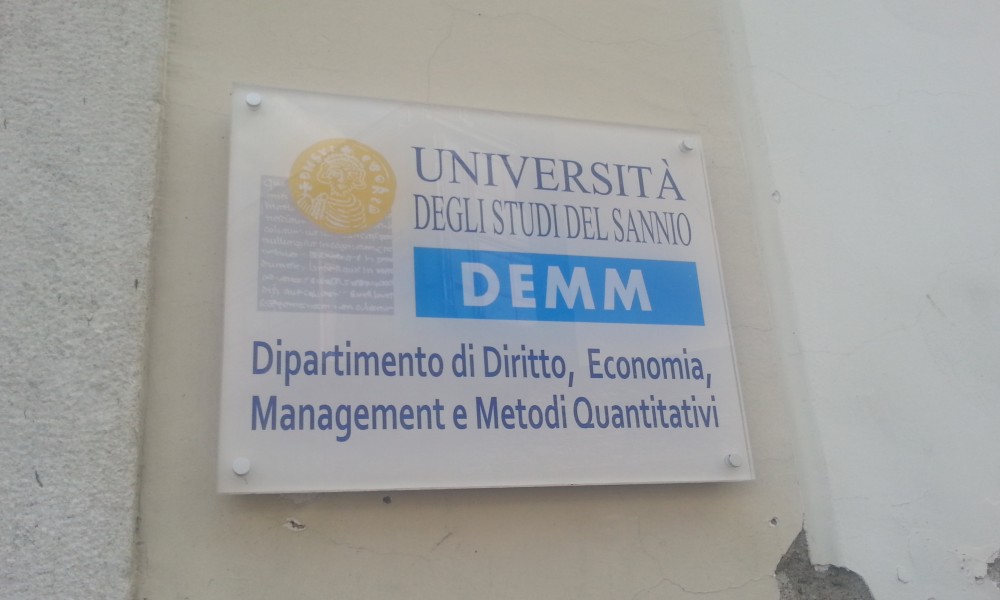 UNIVERSITÀ
DEGLI STUDI DEL SANNIO
DEMM
Dipartimento di Diritto, Economia,
Management e Metodi Quantitativi